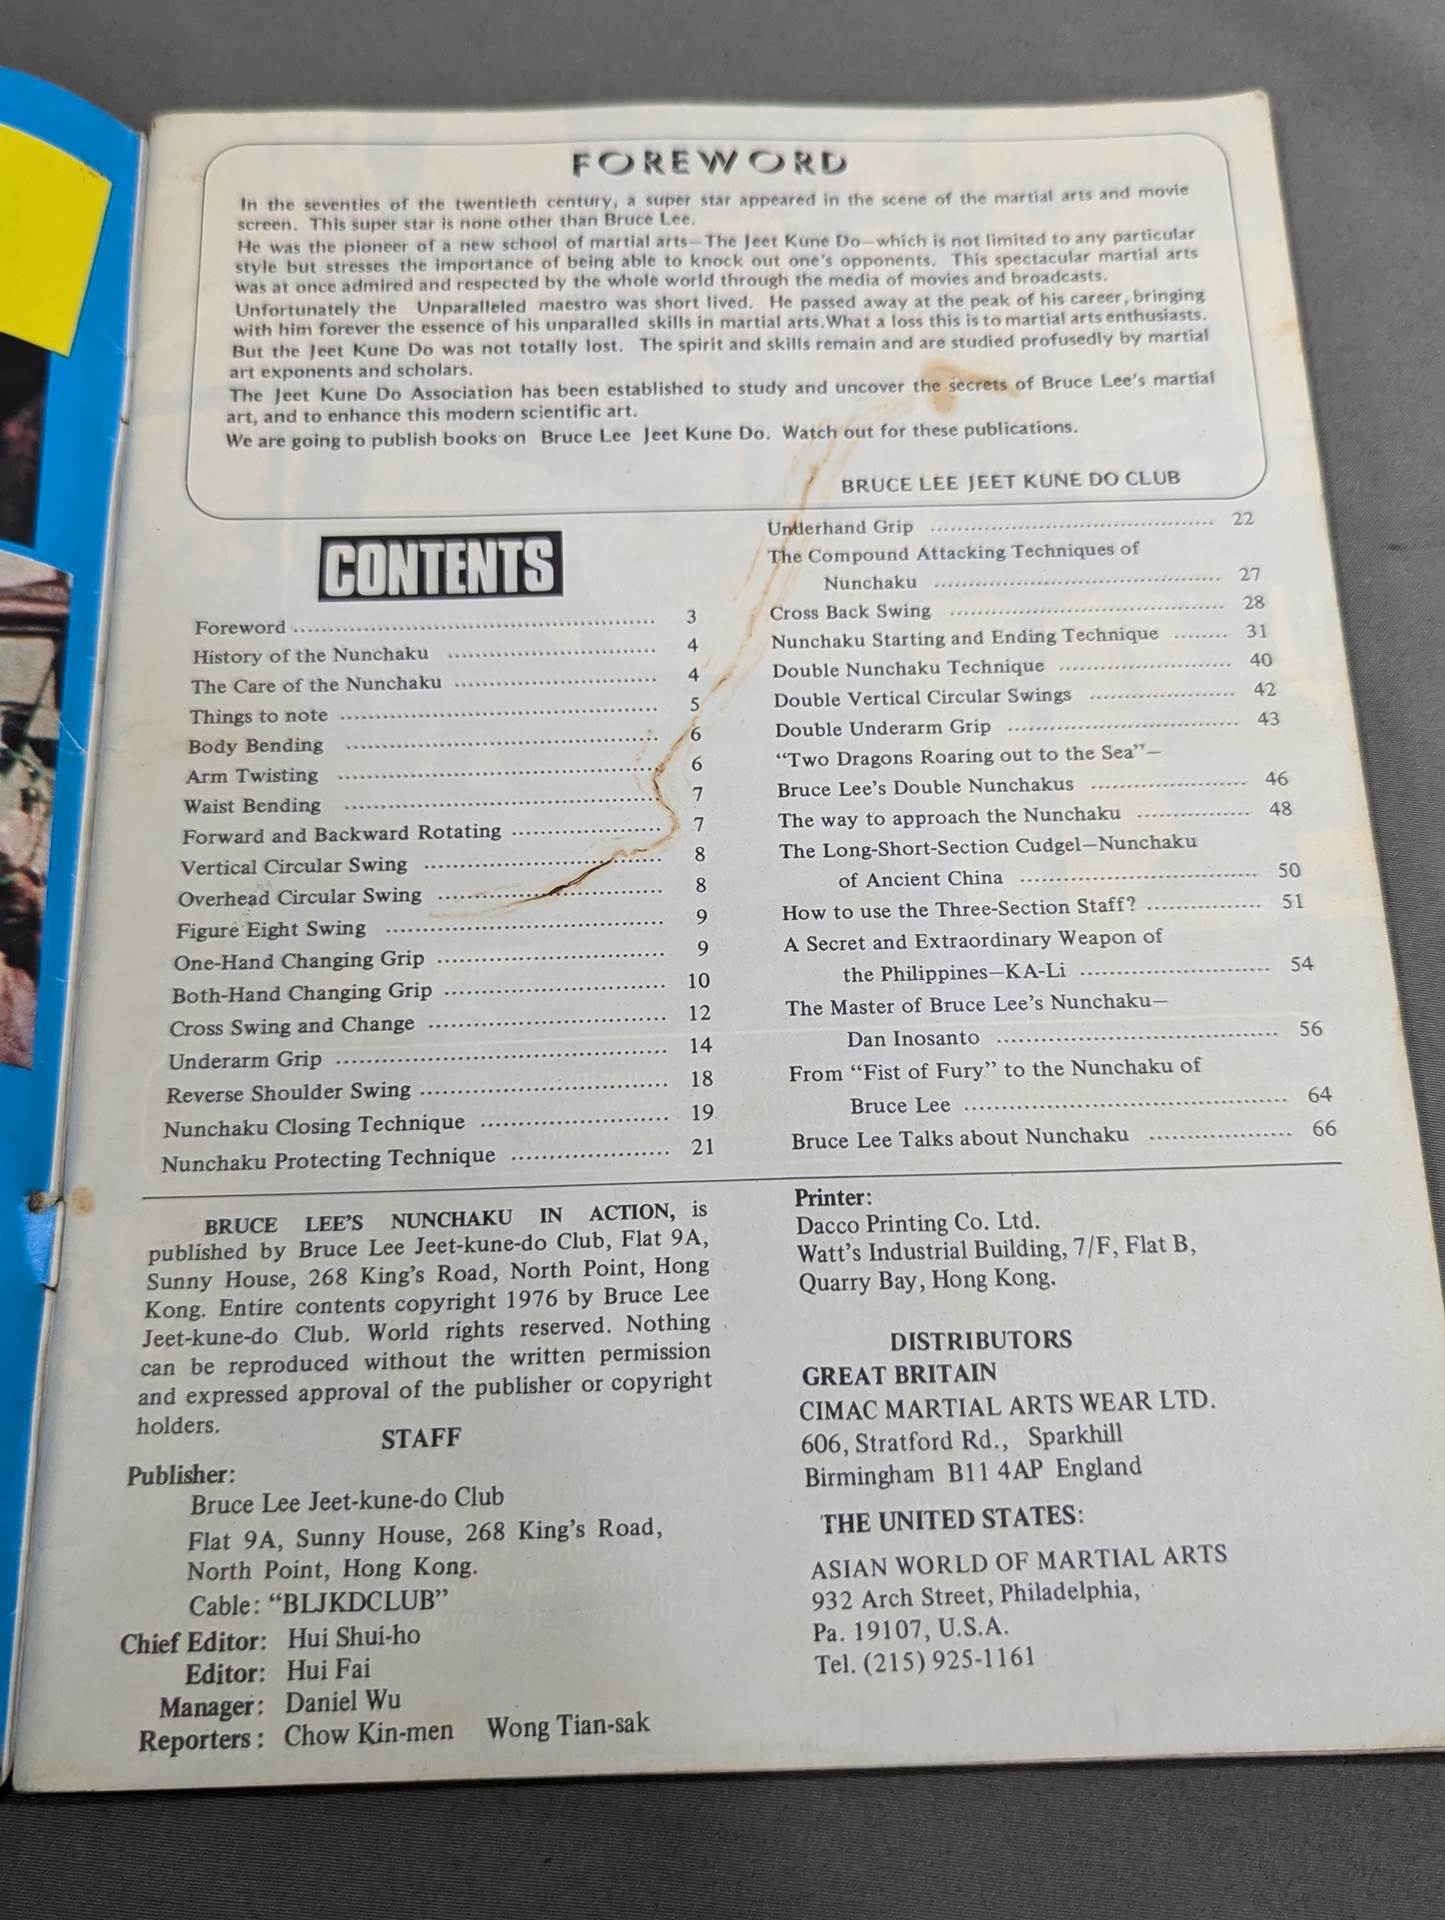 FOREWORD
In the seventies of the twentieth century, a super star appeared in the scene of the martial arts and movie
screen. This super star is none other than Bruce Lee.
He was the pioneer of a new school of martial arts—The Jeet Kune Do—which is not limited to any particular
style but stresses the importance of being able to knock out one's opponents. This spectacular martial arts
was at once admired and respected by the whole world through the media of movies and broadcasts.
Unfortunately the Unparalleled maestro was short lived. He passed away at the peak of his career, bringing
with him forever the essence of his unparalled skills in martial arts.What a loss this is to martial arts enthusiasts.
But the Jeet Kune Do was not totally lost. The spirit and skills remain and are studied profusedly by martial
art exponents and scholars.
The Jeet Kune Do Association has been established to study and uncover the secrets of Bruce Lee's martial
art, and to enhance this modern scientific art.
We are going to publish books on Bruce Lee Jeet Kune Do. Watch out for these publications.
BRUCE LEE JEET KUNE DO CLUB
CONTENTS
Foreword ........................ 3
History of the Nunchaku ........................ 4
The Care of the Nunchaku ........................ 4
Things to note ........................ 5
Body Bending ........................ 6
Arm Twisting ........................ 6
Waist Bending ........................ 7
Forward and Backward Rotating ........................ 7
Vertical Circular Swing ........................ 8
Overhead Circular Swing ........................ 8
Figure Eight Swing ........................ 9
One-Hand Changing Grip ........................ 9
Both-Hand Changing Grip ........................ 10
Cross Swing and Change ........................ 12
Underarm Grip ........................ 14
Reverse Shoulder Swing ........................ 18
Nunchaku Closing Technique ........................ 19
Nunchaku Protecting Technique ........................ 21
Underhand Grip ........................ 22
The Compound Attacking Techniques of
Nunchaku ........................ 27
Cross Back Swing ........................ 28
Nunchaku Starting and Ending Technique ........ 31
Double Nunchaku Technique ........................ 40
Double Vertical Circular Swings ........................ 42
Double Underarm Grip ........................ 43
“Two Dragons Roaring out to the Sea”—
Bruce Lee's Double Nunchakus ........................ 46
The way to approach the Nunchaku ................ 48
The Long-Short-Section Cudgel—Nunchaku
of Ancient China ........................ 50
How to use the Three-Section Staff? ................ 51
A Secret and Extraordinary Weapon of
the Philippines—KA-Li ........................ 54
The Master of Bruce Lee's Nunchaku—
Dan Inosanto ........................ 56
From “Fist of Fury” to the Nunchaku of
Bruce Lee ........................ 64
Bruce Lee Talks about Nunchaku ................ 66
BRUCE LEE'S NUNCHAKU IN ACTION, is
published by Bruce Lee Jeet-kune-do Club, Flat 9A,
Sunny House, 268 King's Road, North Point, Hong
Kong. Entire contents copyright 1976 by Bruce Lee
Jeet-kune-do Club. World rights reserved. Nothing
can be reproduced without the written permission
and expressed approval of the publisher or copyright
holders.
STAFF
Publisher:
Bruce Lee Jeet-kune-do Club
Flat 9A, Sunny House, 268 King's Road,
North Point, Hong Kong.
Cable: “BLJKDCLUB”
Chief Editor: Hui Shui-ho
Editor: Hui Fai
Manager: Daniel Wu
Reporters : Chow Kin-men Wong Tian-sak
Printer:
Dacco Printing Co. Ltd.
Watt's Industrial Building, 7/F, Flat B,
Quarry Bay, Hong Kong.
DISTRIBUTORS
GREAT BRITAIN
CIMAC MARTIAL ARTS WEAR LTD.
606, Stratford Rd., Sparkhill
Birmingham B11 4AP England
THE UNITED STATES:
ASIAN WORLD OF MARTIAL ARTS
932 Arch Street, Philadelphia,
Pa. 19107, U.S.A.
Tel. (215) 925-1161